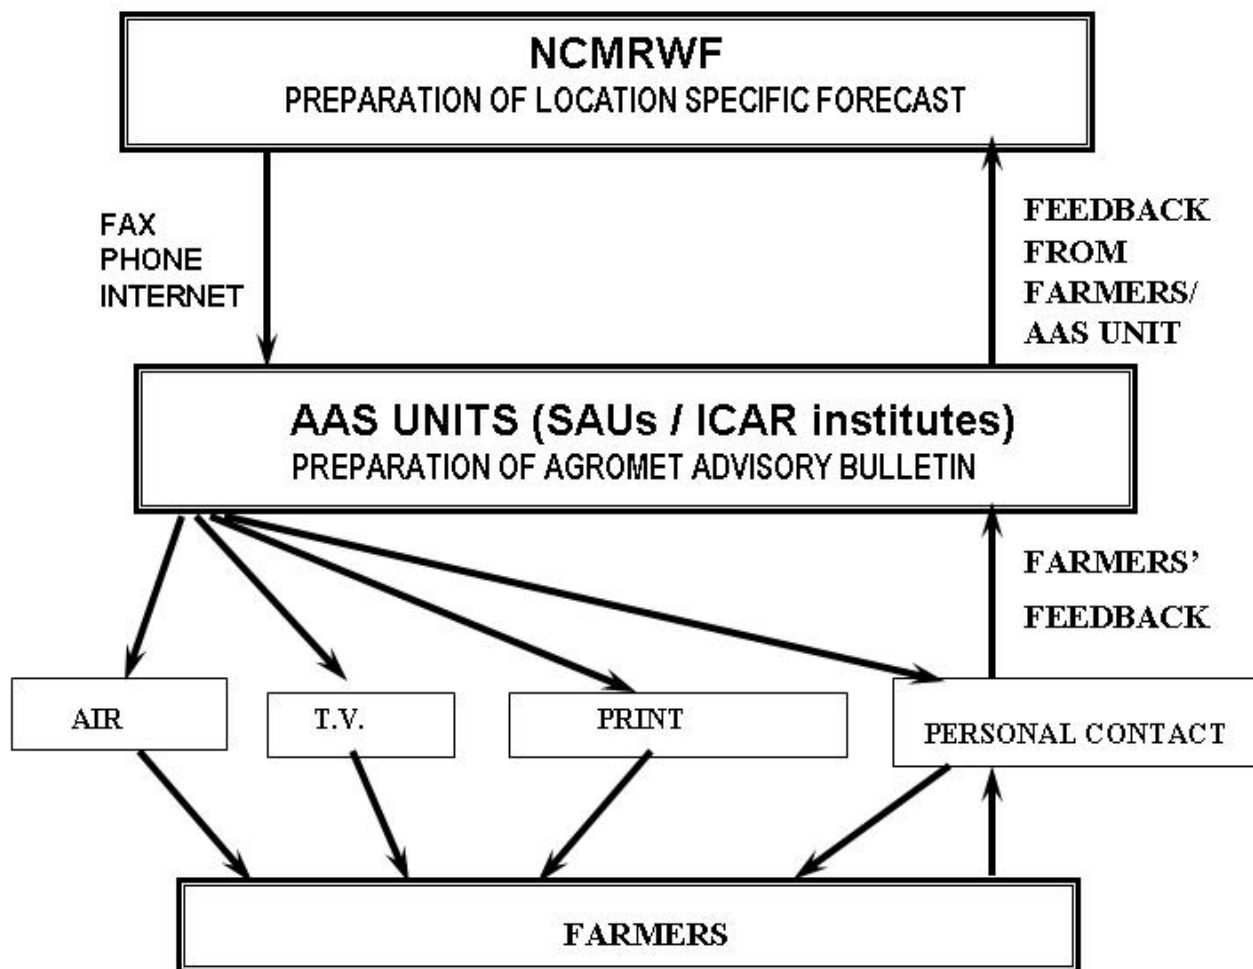 NCMRWF
PREPARATION OF LOCATION SPECIFIC FORECAST
FAX
PHONE
INTERNET
FEEDBACK
FROM
FARMERS/
AAS UNIT
AAS UNITS (SAUs / ICAR institutes)
PREPARATION OF AGROMET ADVISORY BULLETIN
FARMERS’
FEEDBACK
AIR
T.V.
PRINT
PERSONAL CONTACT
FARMERS